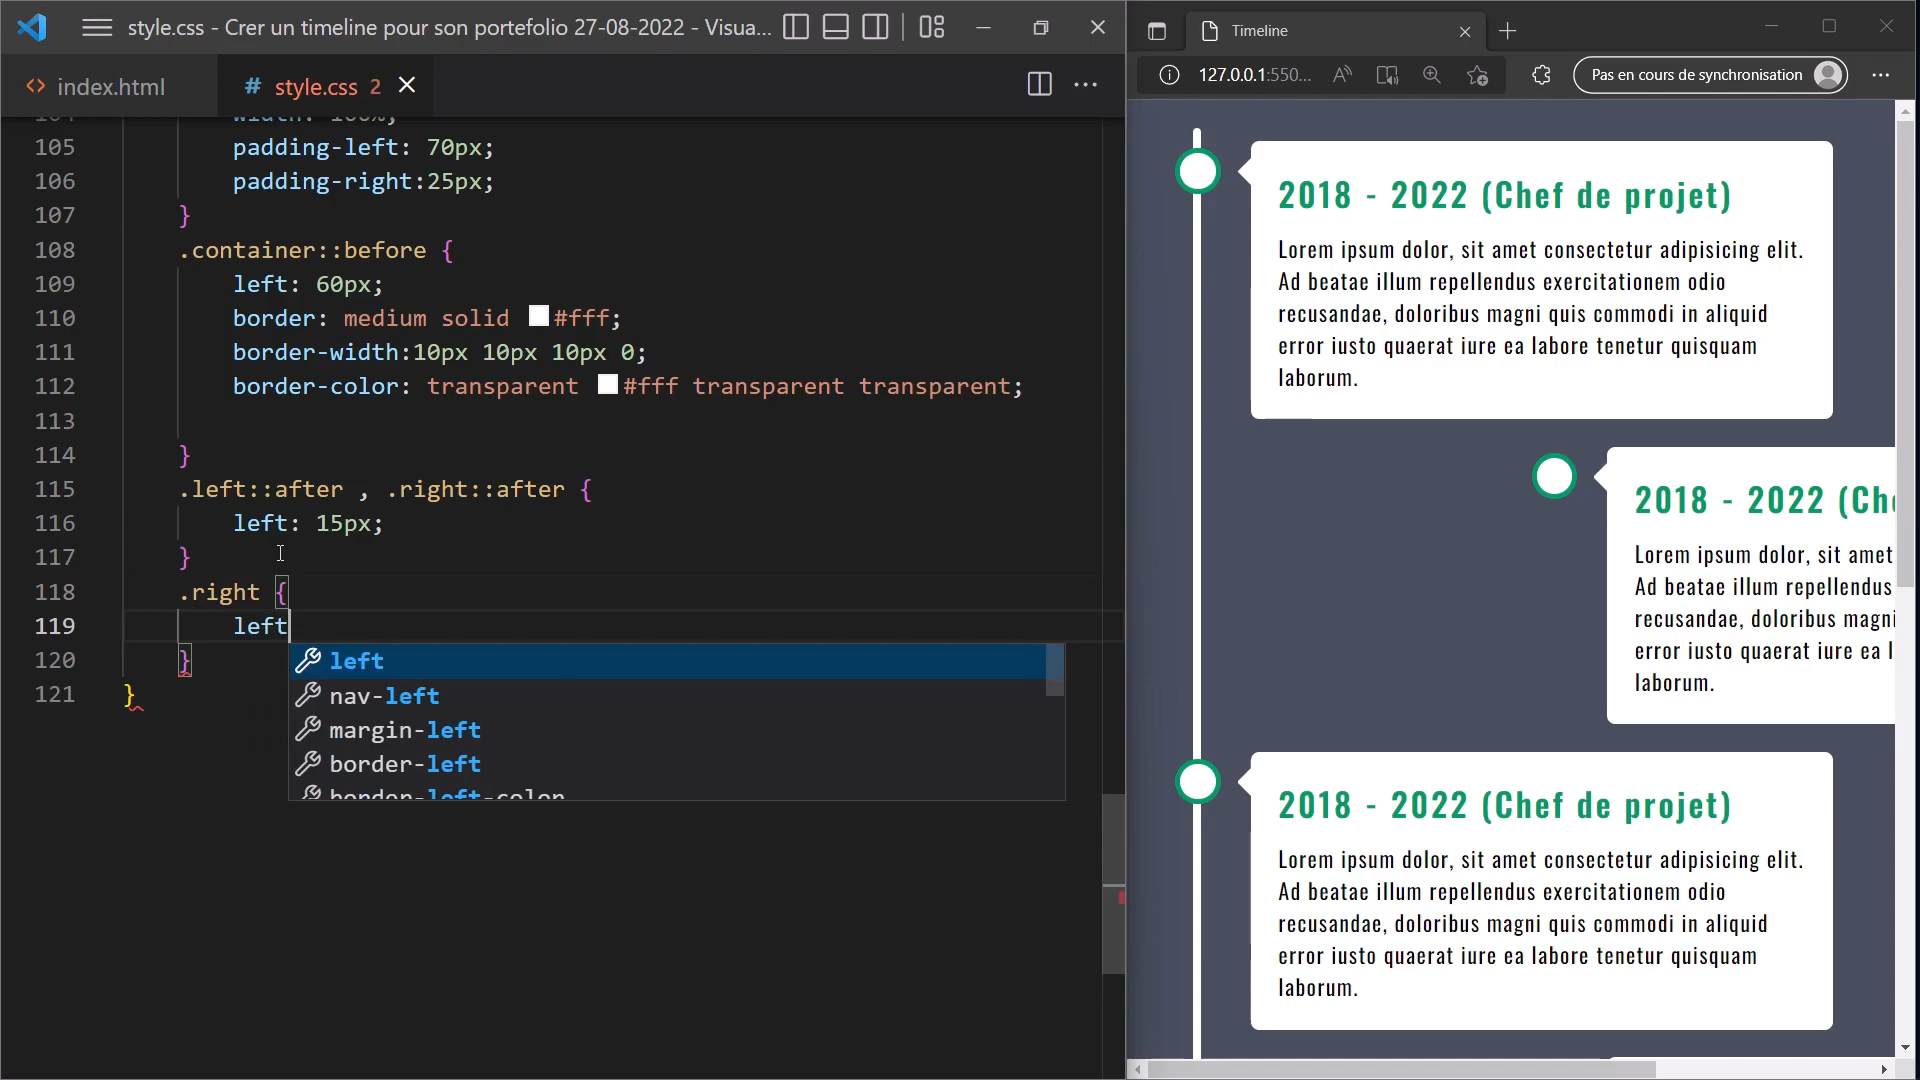 style.css - Crer un timeline pour son portefolio 27-08-2022 - Visua...
<> index.html
# style.css 2
104 width: 100%;
105 padding-left: 70px;
106 padding-right:25px;
107 }
108 .container::before {
109 left: 60px;
110 border: medium solid #fff;
111 border-width:10px 10px 10px 0;
112 border-color: transparent #fff transparent transparent;
113
114 }
115 .left::after , .right::after {
116 left: 15px;
117 }
118 .right {
119 left
120 }
121 }
left
nav-left
margin-left
border-left
border-left-color
Timeline
127.0.0.1:550...
Pas en cours de synchronisation
2018 - 2022 (Chef de projet)
Lorem ipsum dolor, sit amet consectetur adipisicing elit.
Ad beatae illum repellendus exercitationem odio
recusandae, doloribus magni quis commodi in aliquid
error iusto quaerat iure ea labore tenetur quisquam
laborum.
2018 - 2022 (Che
Lorem ipsum dolor, sit amet
Ad beatae illum repellendus
recusandae, doloribus magni
error iusto quaerat iure ea l
laborum.
2018 - 2022 (Chef de projet)
Lorem ipsum dolor, sit amet consectetur adipisicing elit.
Ad beatae illum repellendus exercitationem odio
recusandae, doloribus magni quis commodi in aliquid
error iusto quaerat iure ea labore tenetur quisquam
laborum.